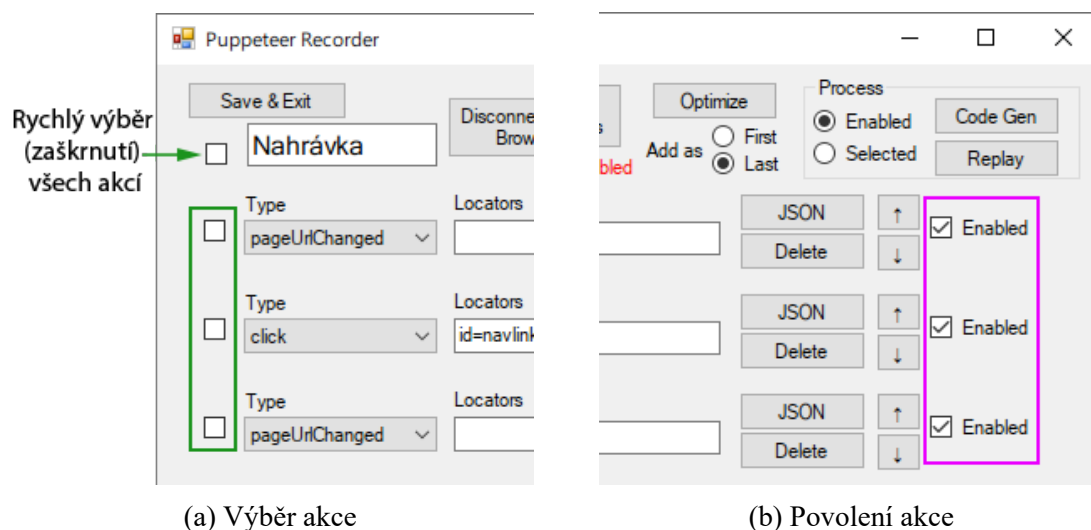 Puppeteer Recorder
Save & Exit
Rychlý výběr
(zaškrnutí)
všech akcí
Nahrávka
Disconne
Brow
Type
Locators
pageUrlChanged
Type
Locators
click
id=navlink
Type
Locators
pageUrlChanged
(a) Výběr akce
Optimize
Add as
First
Last
bled
s
Process
Enabled
Selected
Code Gen
Replay
JSON
↑
Delete
↓
Enabled
JSON
↑
Delete
↓
Enabled
JSON
↑
Delete
↓
Enabled
(b) Povolení akce